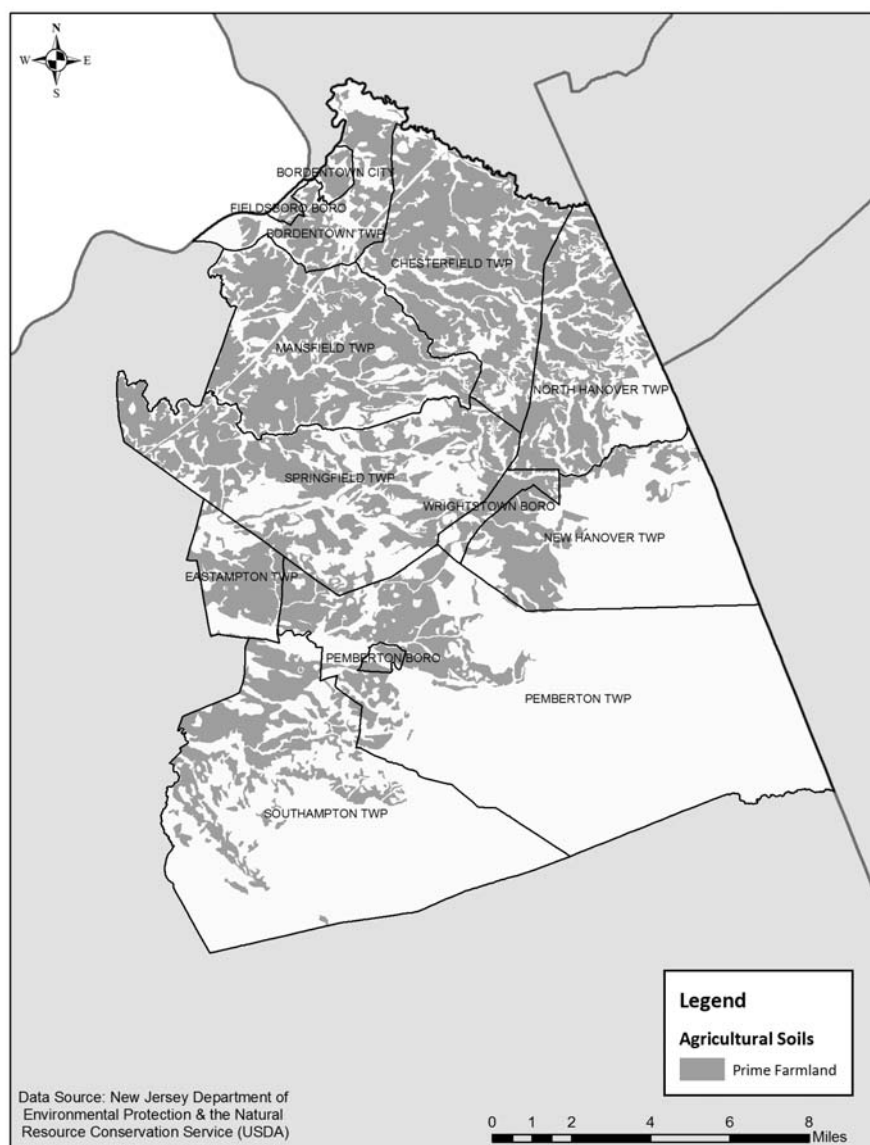 N
W E
S
BORDENTOWN CITY
FIELDSBORO BORO
BORDENTOWN TWP
CHESTERFIELD TWP
MANSFIELD TWP
NORTH HANOVER TWP
SPRINGFIELD TWP
WRIGHTSTOWN BORO
NEW HANOVER TWP
EASTAMPTON TWP
PEMBERTON BORO
PEMBERTON TWP
SOUTHAMPTON TWP
Legend
Agricultural Soils
Prime Farmland
Data Source: New Jersey Department of
Environmental Protection & the Natural
Resource Conservation Service (USDA)
0 1 2 4 6 8
Miles